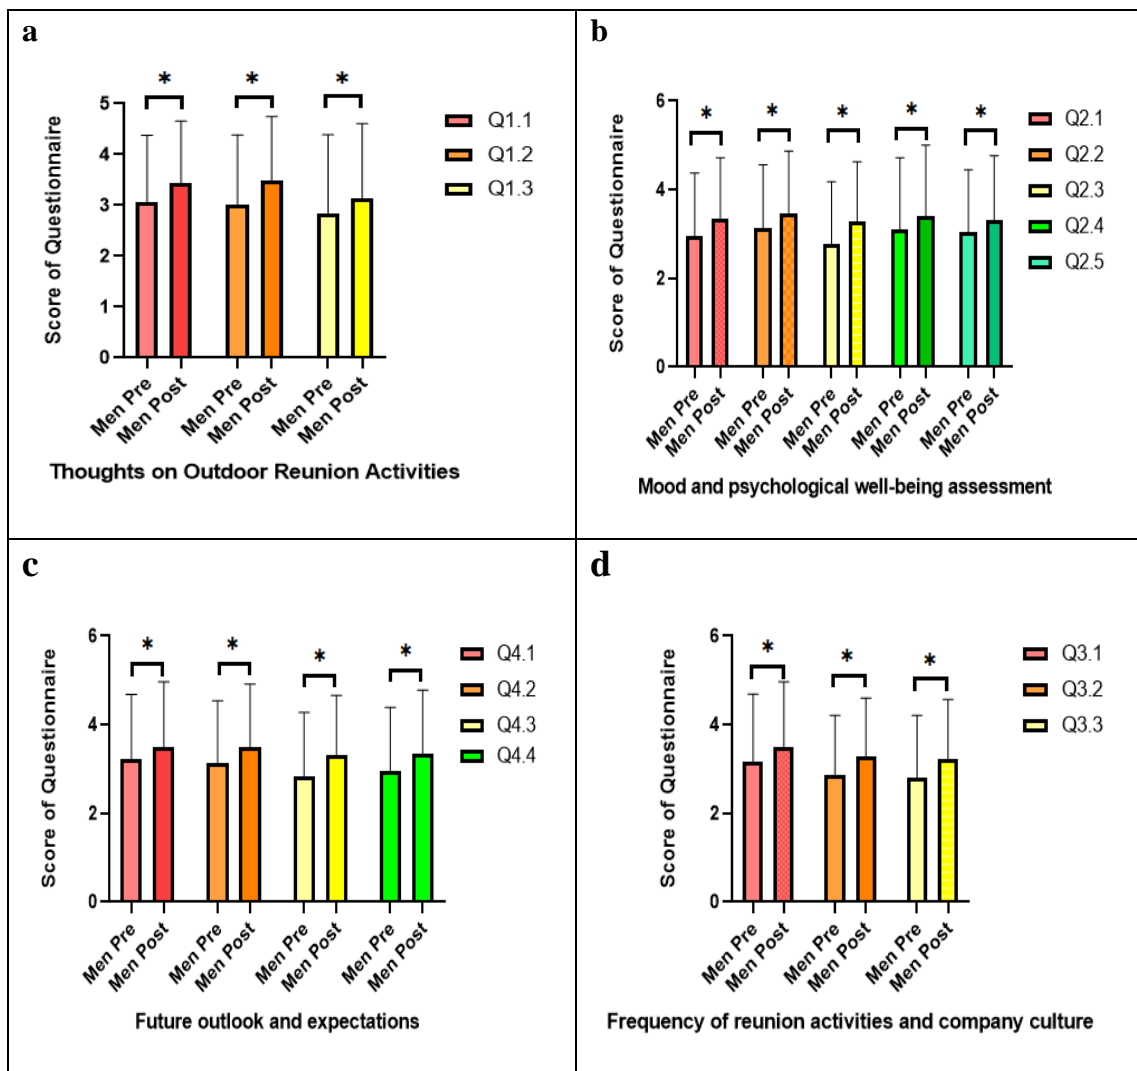 a
* * *
Score of Questionnaire
5
4
3
2
1
0
Men Pre
Men Post
Men Pre
Men Post
Men Pre
Men Post
Thoughts on Outdoor Reunion Activities
Q1.1
Q1.2
Q1.3
b
* * * * *
Score of Questionnaire
6
4
2
0
Men Pre
Men Post
Men Pre
Men Post
Men Pre
Men Post
Men Pre
Men Post
Men Pre
Men Post
Mood and psychological well-being assessment
Q2.1
Q2.2
Q2.3
Q2.4
Q2.5
c
* * * *
Score of Questionnaire
6
4
2
0
Men Pre
Men Post
Men Pre
Men Post
Men Pre
Men Post
Men Pre
Men Post
Future outlook and expectations
Q4.1
Q4.2
Q4.3
Q4.4
d
* * *
Score of Questionnaire
6
4
2
0
Men Pre
Men Post
Men Pre
Men Post
Men Pre
Men Post
Frequency of reunion activities and company culture
Q3.1
Q3.2
Q3.3